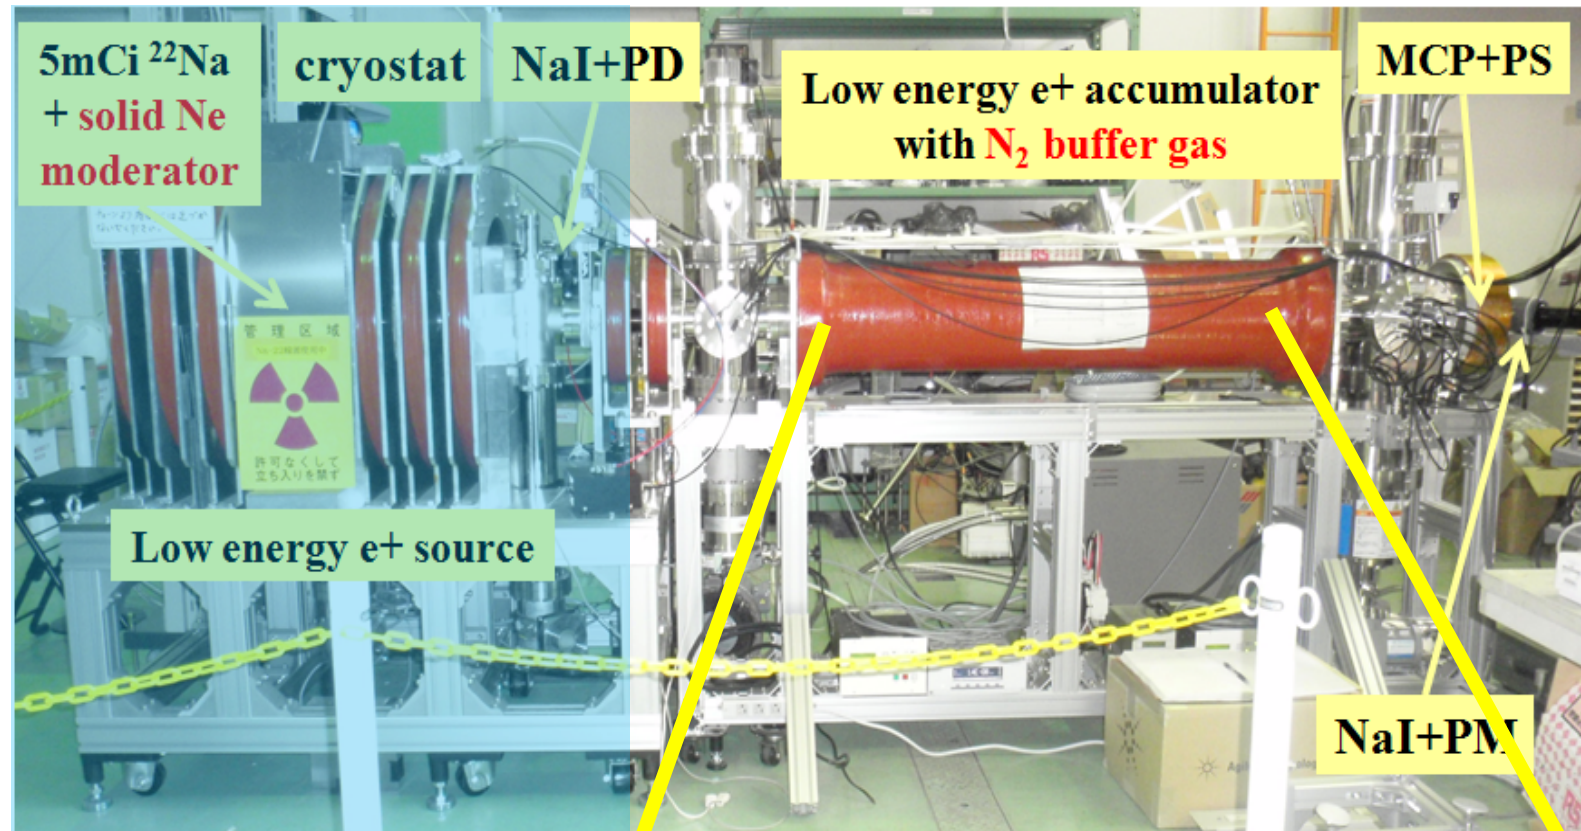 5mCi ²²Na
+ solid Ne
moderator
cryostat
NaI+PD
Low energy e+ accumulator
with N₂ buffer gas
MCP+PS
管理区域
許可なくして
立ち入りを禁ず
Low energy e+ source
NaI+PM